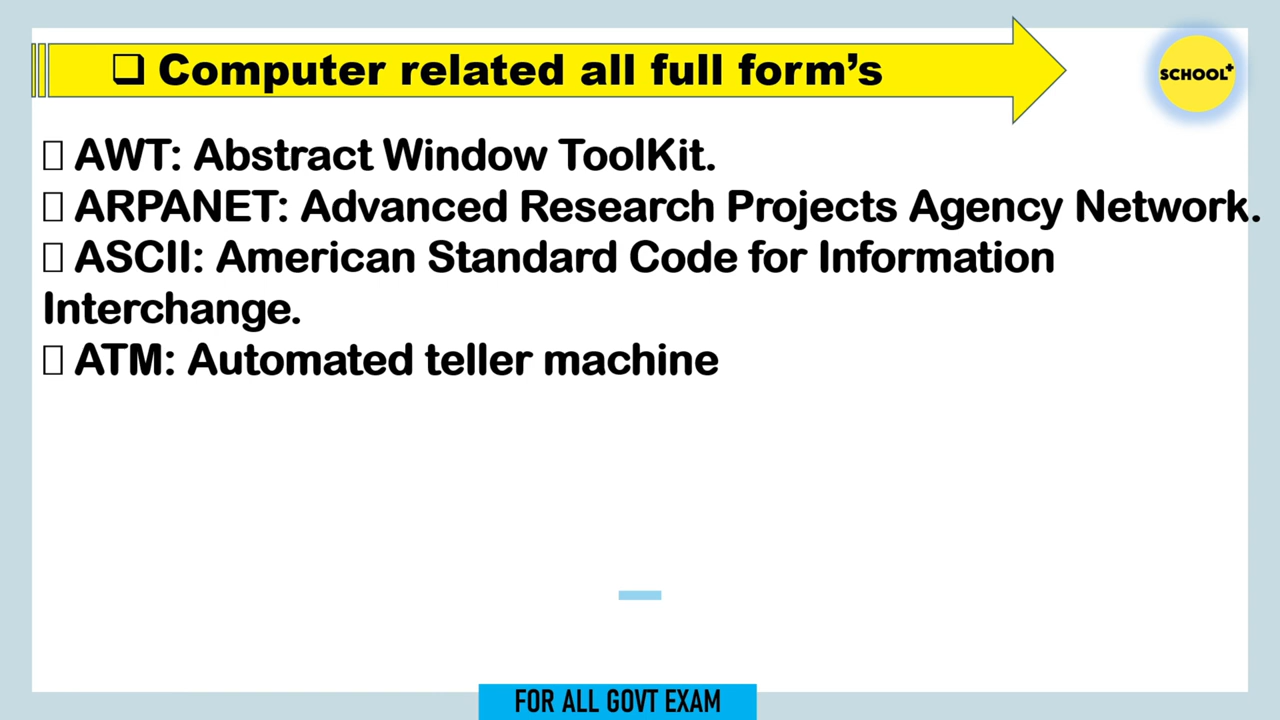 ❑ Computer related all full form’s
SCHOOL+
▯ AWT: Abstract Window ToolKit.
▯ ARPANET: Advanced Research Projects Agency Network.
▯ ASCII: American Standard Code for Information
Interchange.
▯ ATM: Automated teller machine
FOR ALL GOVT EXAM